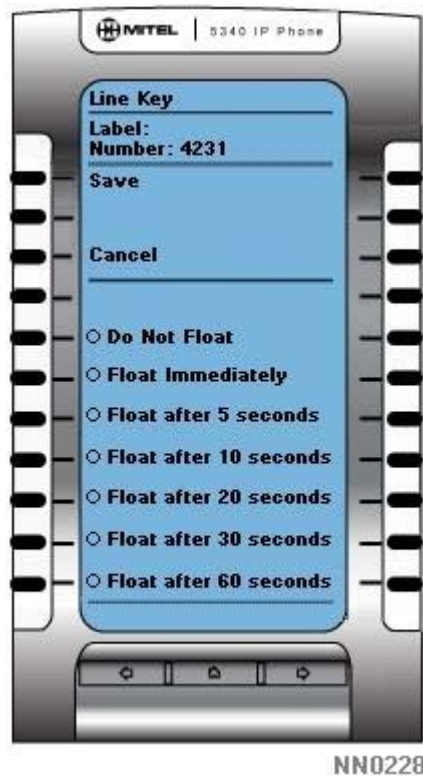 MITEL | 5340 IP Phone
Line Key
Label:
Number: 4231
Save
Cancel
Do Not Float
Float Immediately
Float after 5 seconds
Float after 10 seconds
Float after 20 seconds
Float after 30 seconds
Float after 60 seconds
NN0228